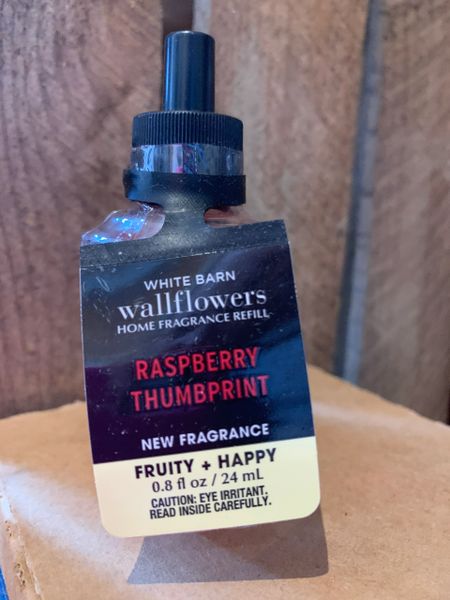 WHITE BARN
wallflowers
HOME FRAGRANCE REFILL
RASPBERRY
THUMBPRINT
NEW FRAGRANCE
FRUITY + HAPPY
0.8 fl oz / 24 mL
CAUTION: EYE IRRITANT.
READ INSIDE CAREFULLY.